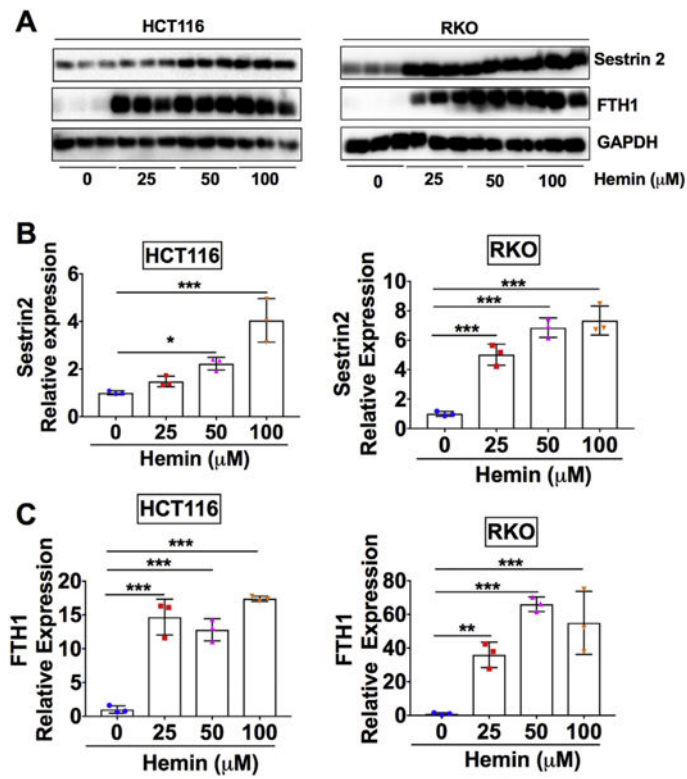 A
HCT116
RKO
Sestrin 2
FTH1
GAPDH
0 25 50 100
0 25 50 100
Hemin (μM)
B
HCT116
Sestrin2
Relative expression
6
4
2
0
***
*
0 25 50 100
Hemin (μM)
RKO
Sestrin2
Relative Expression
10
8
6
4
2
0
***
***
***
0 25 50 100
Hemin (μM)
C
HCT116
FTH1
Relative Expression
20
15
10
5
0
***
***
***
0 25 50 100
Hemin (μM)
RKO
FTH1
Relative Expression
80
60
40
20
0
***
***
**
0 25 50 100
Hemin (μM)